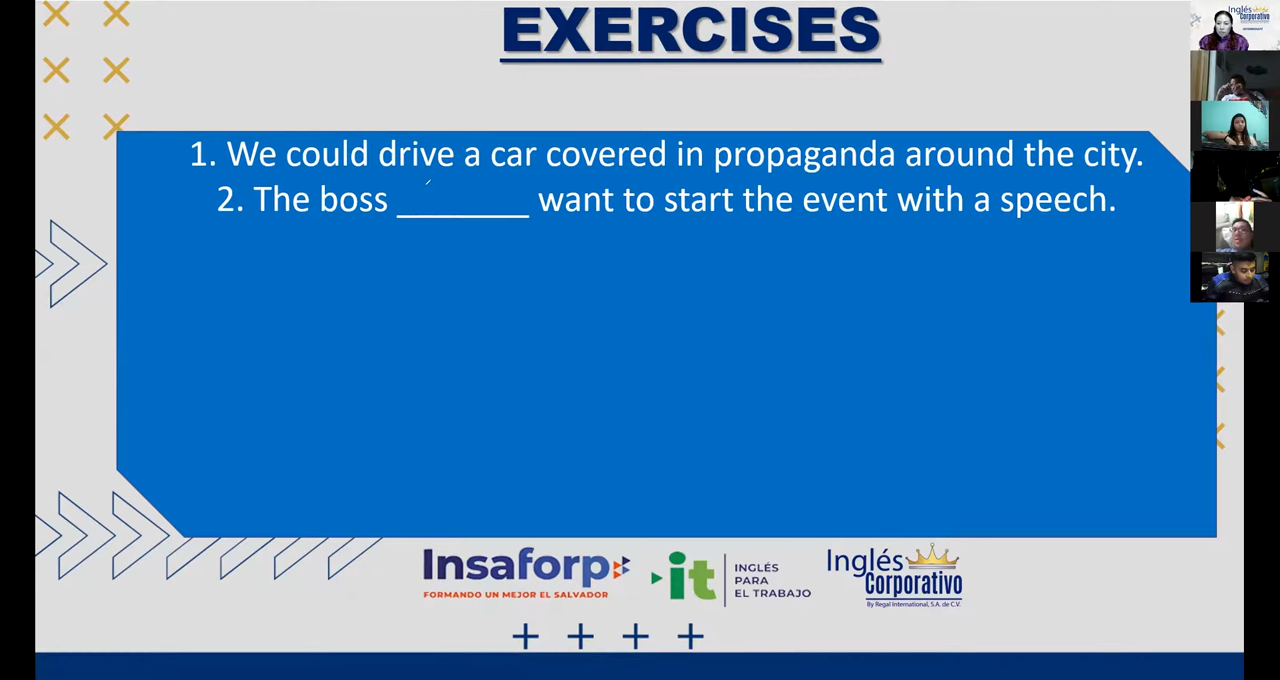 EXERCISES
1. We could drive a car covered in propaganda around the city.
2. The boss _______ want to start the event with a speech.
Insaforp
FORMANDO UN MEJOR EL SALVADOR
it
INGLÉS
PARA
EL TRABAJO
Inglés
Corporativo
By Regal International, S.A. de C.V.
Inglés
Corporativo